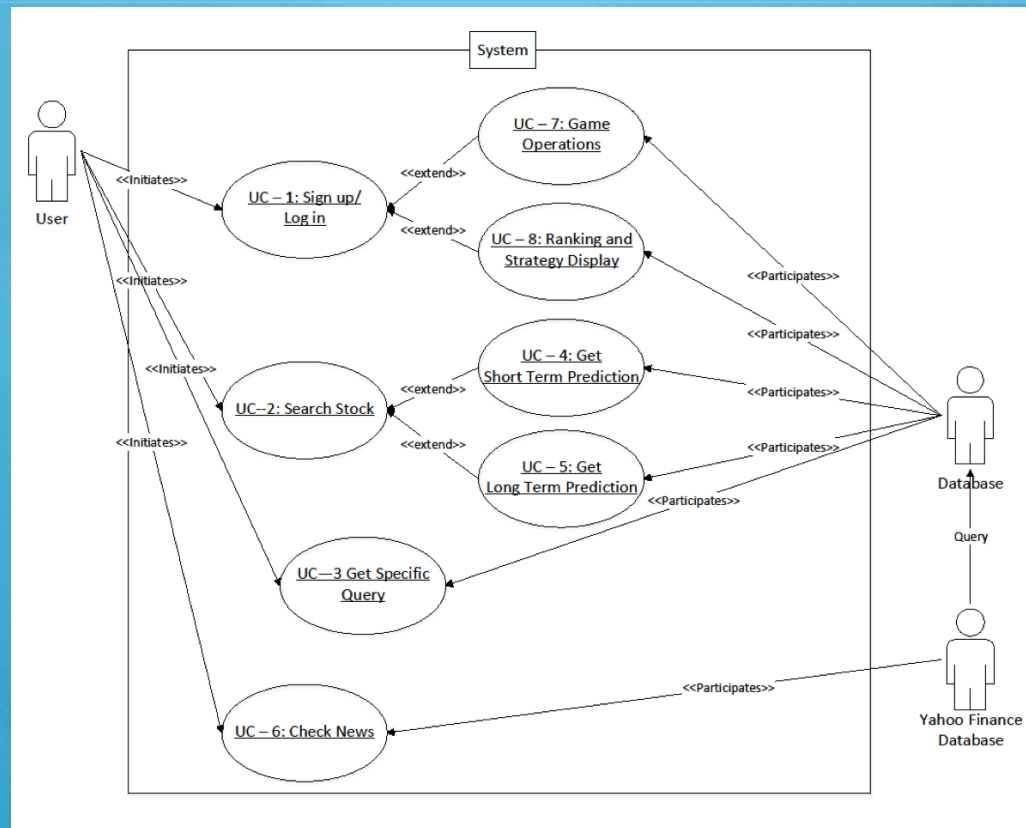 System
UC – 7: Game
Operations
<<extend>>
<<Initiates>>
User
UC – 1: Sign up/
Log in
<<extend>>
UC – 8: Ranking and
Strategy Display
<<Participates>>
<<Initiates>>
<<Participates>>
UC – 4: Get
Short Term Prediction
<<Initiates>>
<<extend>>
<<Participates>>
UC--2: Search Stock
<<Initiates>>
<<extend>>
<<Participates>>
UC – 5: Get
Long Term Prediction
<<Participates>>
Database
Query
UC—3 Get Specific
Query
<<Participates>>
Yahoo Finance
Database
UC – 6: Check News